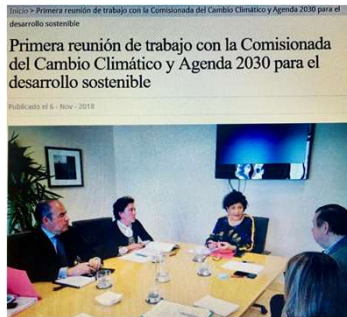 Inicio > Primera reunión de trabajo con la Comisionada del Cambio Climático y Agenda 2030 para el
desarrollo sostenible
Primera reunión de trabajo con la Comisionada
del Cambio Climático y Agenda 2030 para el
desarrollo sostenible
Publicado el 6 - Nov - 2018